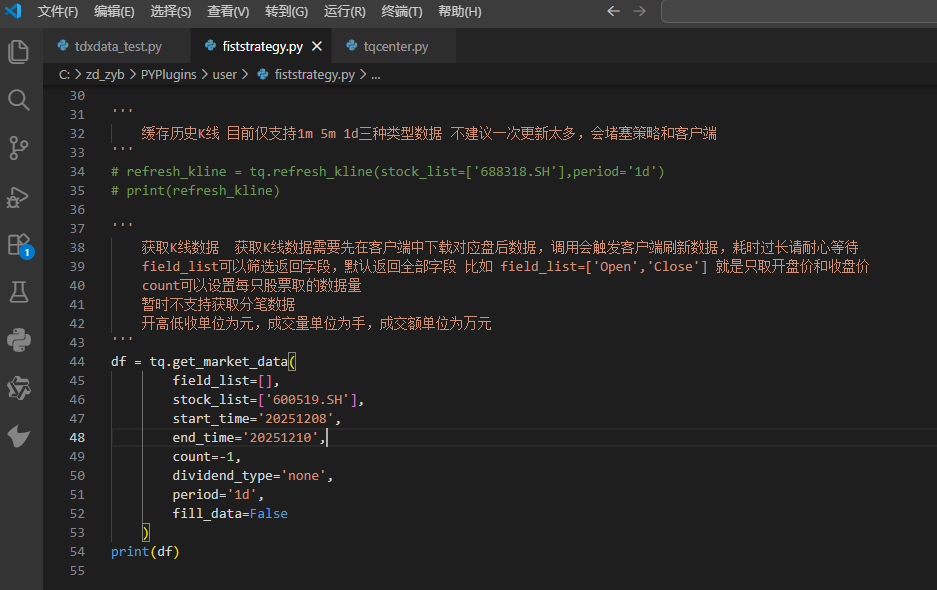 文件(F) 编辑(E) 选择(S) 查看(V) 转到(G) 运行(R) 终端(T) 帮助(H)
tdxdata_test.py fiststrategy.py tqcenter.py
C: > zd_zyb > PYPlugins > user > fiststrategy.py > ...
30
31 '''
32 缓存历史K线 目前仅支持1m 5m 1d三种类型数据 不建议一次更新太多，会堵塞策略和客户端
33 '''
34 # refresh_kline = tq.refresh_kline(stock_list=['688318.SH'],period='1d')
35 # print(refresh_kline)
36
37 '''
38 获取K线数据 获取K线数据需要先在客户端中下载对应盘后数据，调用会触发客户端刷新数据，耗时过长请耐心等待
39 field_list可以筛选返回字段，默认返回全部字段 比如 field_list=['Open','Close'] 就是只取开盘价和收盘价
40 count可以设置每只股票取的数据量
41 暂时不支持获取分笔数据
42 开高低收单位为元，成交量单位为手，成交额单位为万元
43 '''
44 df = tq.get_market_data(
45 field_list=[],
46 stock_list=['600519.SH'],
47 start_time='20251208',
48 end_time='20251210',
49 count=-1,
50 dividend_type='none',
51 period='1d',
52 fill_data=False
53 )
54 print(df)
55
1